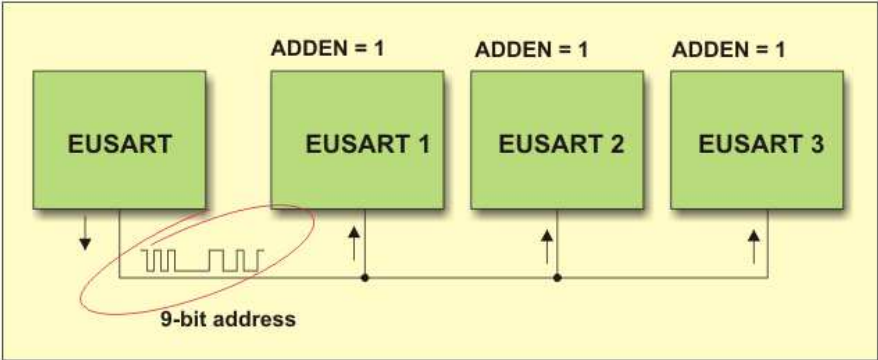 ADDEN = 1
ADDEN = 1
ADDEN = 1
EUSART
EUSART 1
EUSART 2
EUSART 3
9-bit address